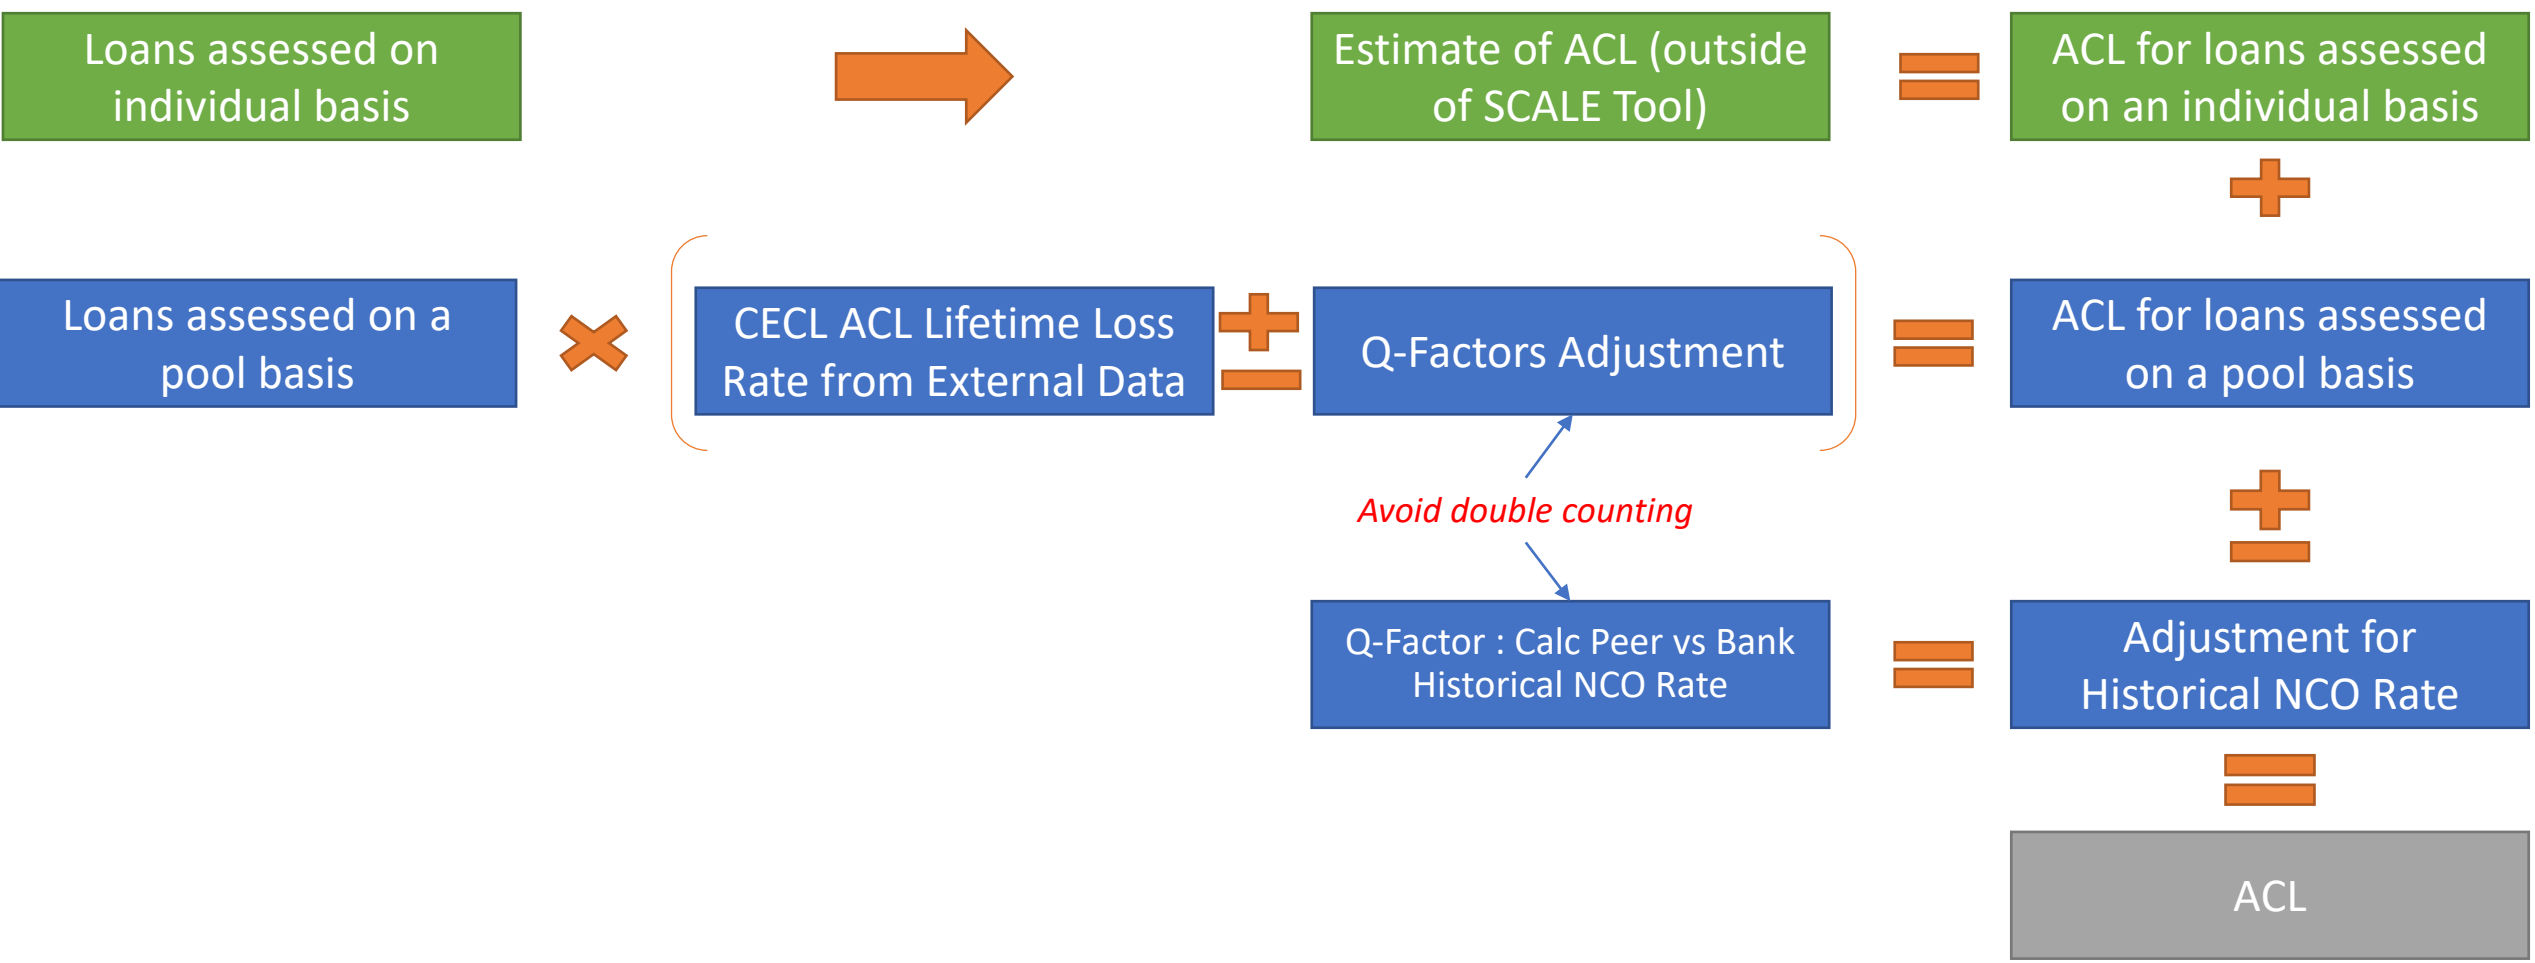 Loans assessed on
individual basis
Estimate of ACL (outside
of SCALE Tool)
ACL for loans assessed
on an individual basis
Loans assessed on a
pool basis
CECL ACL Lifetime Loss
Rate from External Data
Q-Factors Adjustment
ACL for loans assessed
on a pool basis
Avoid double counting
Q-Factor : Calc Peer vs Bank
Historical NCO Rate
Adjustment for
Historical NCO Rate
ACL